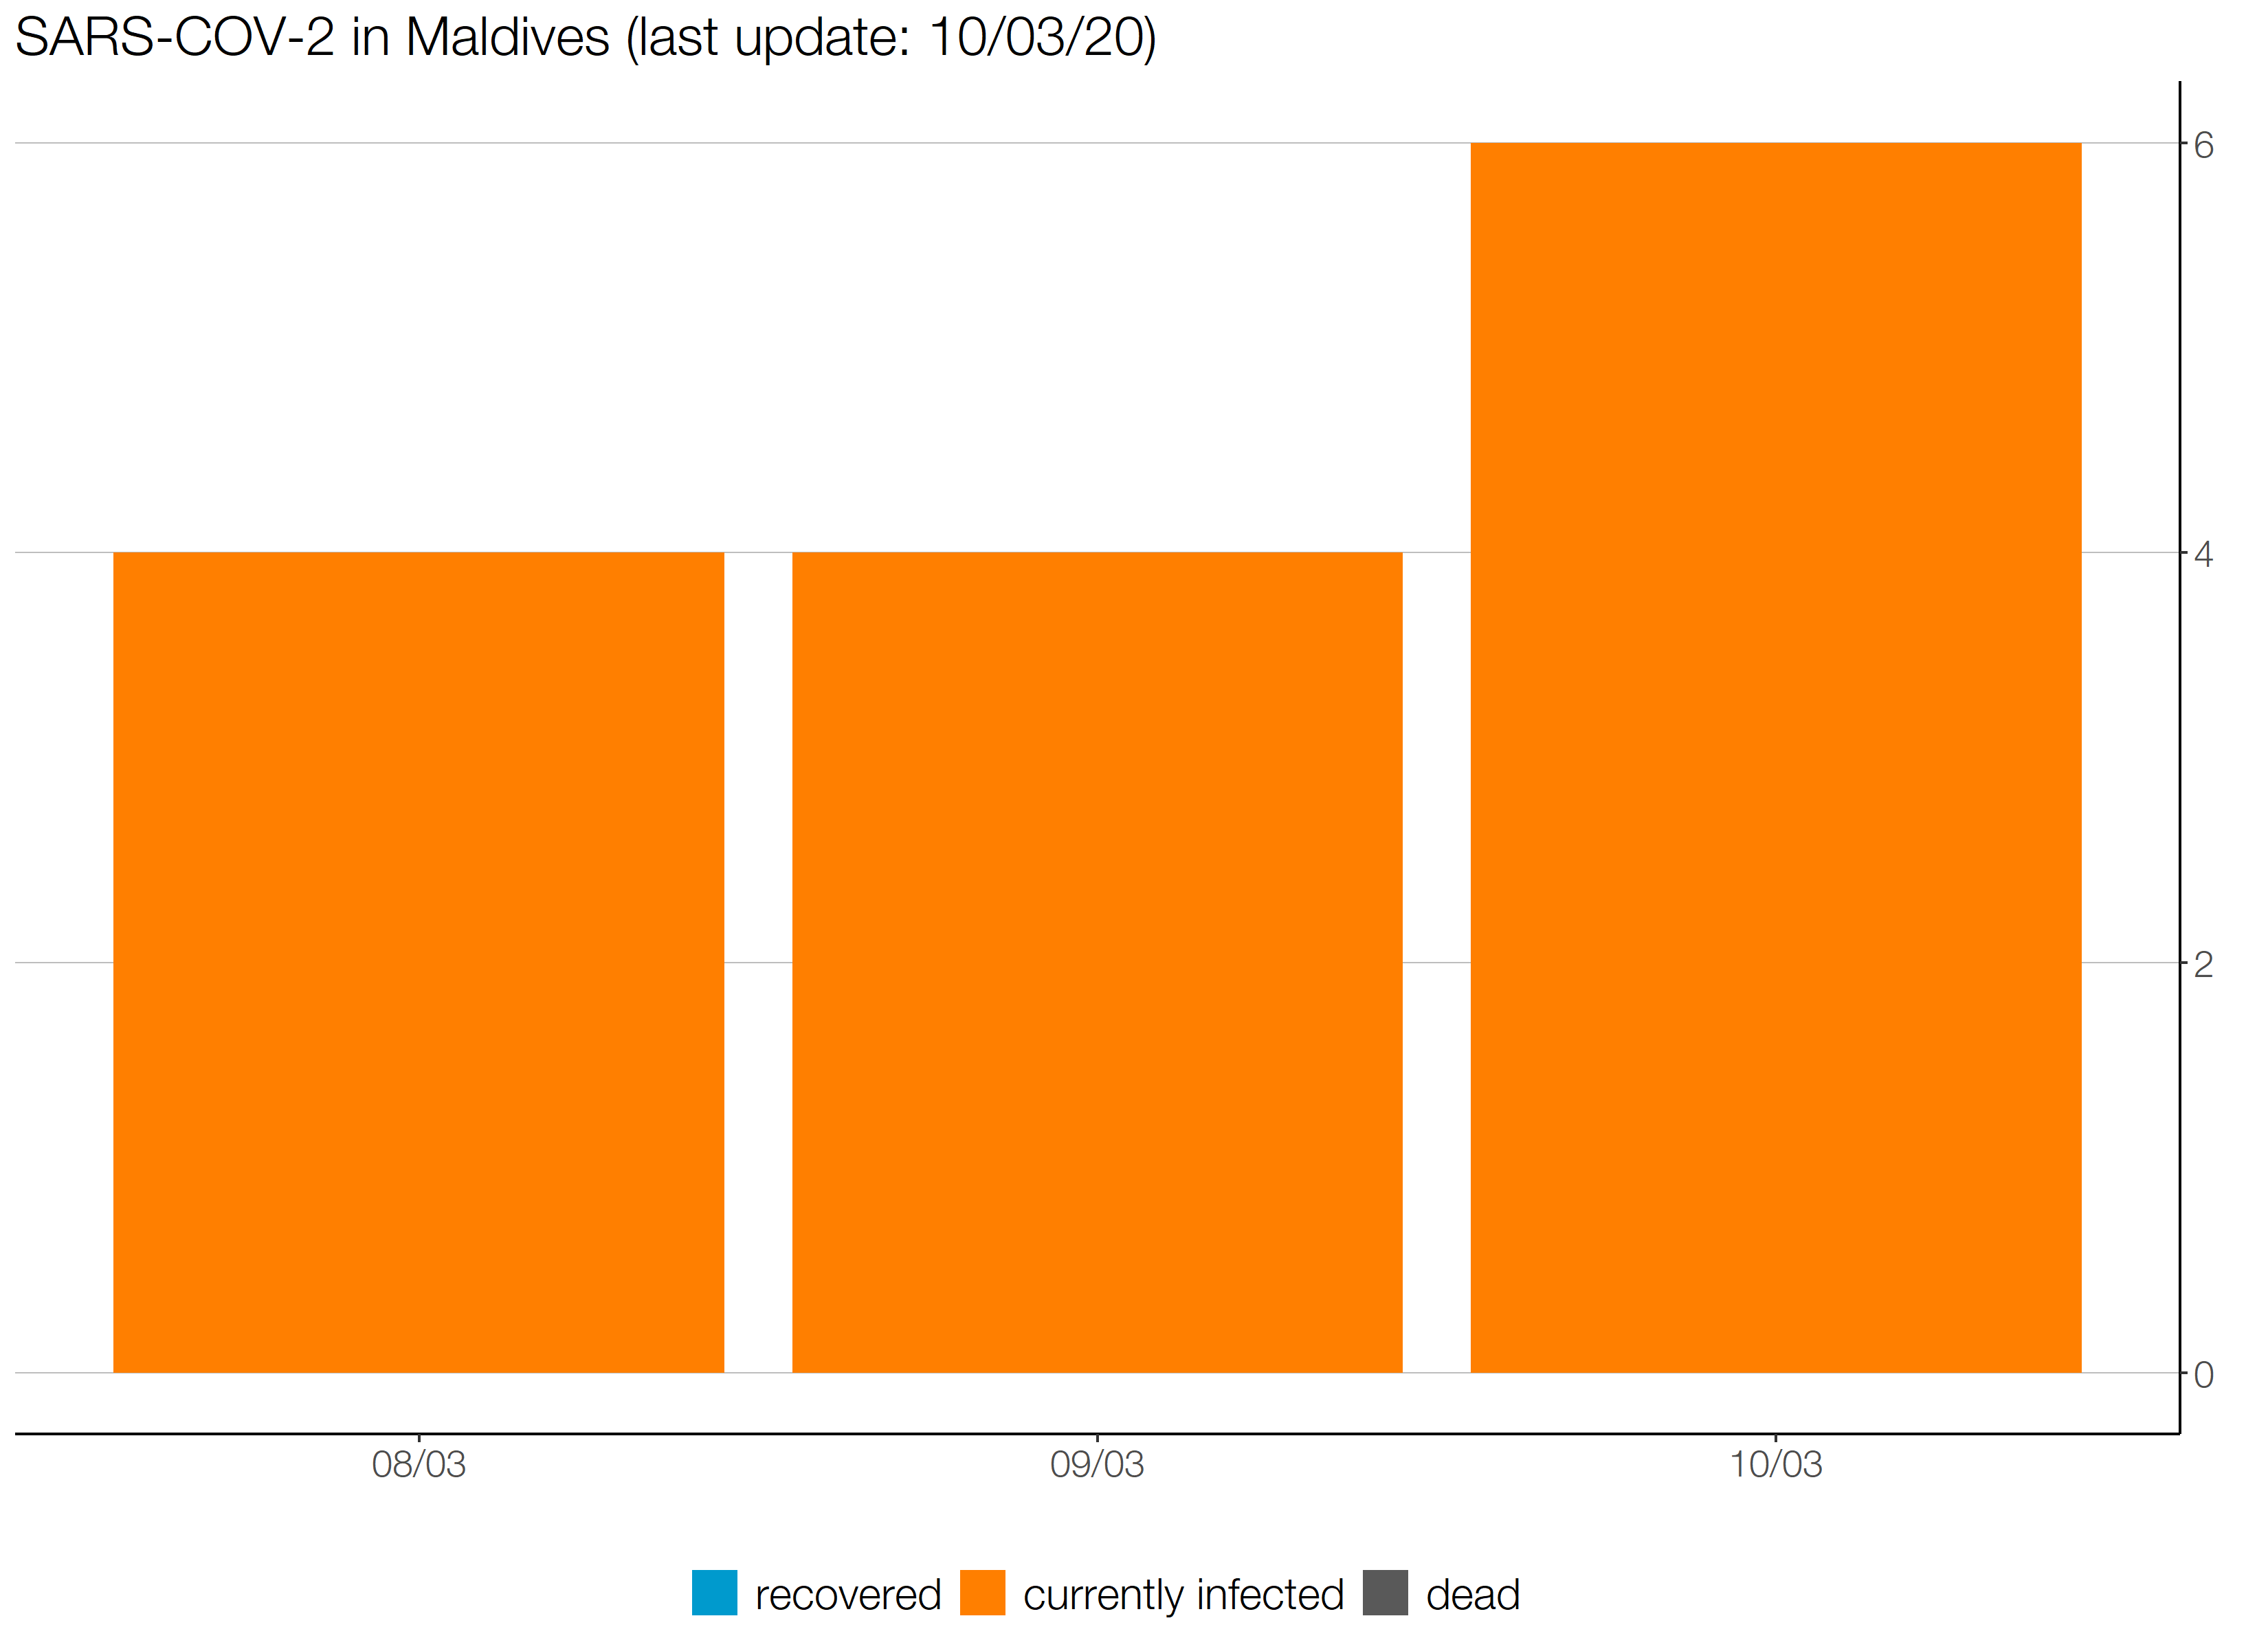 SARS-COV-2 in Maldives (last update: 10/03/20)
6
4
2
0
08/03 09/03 10/03
recovered currently infected dead